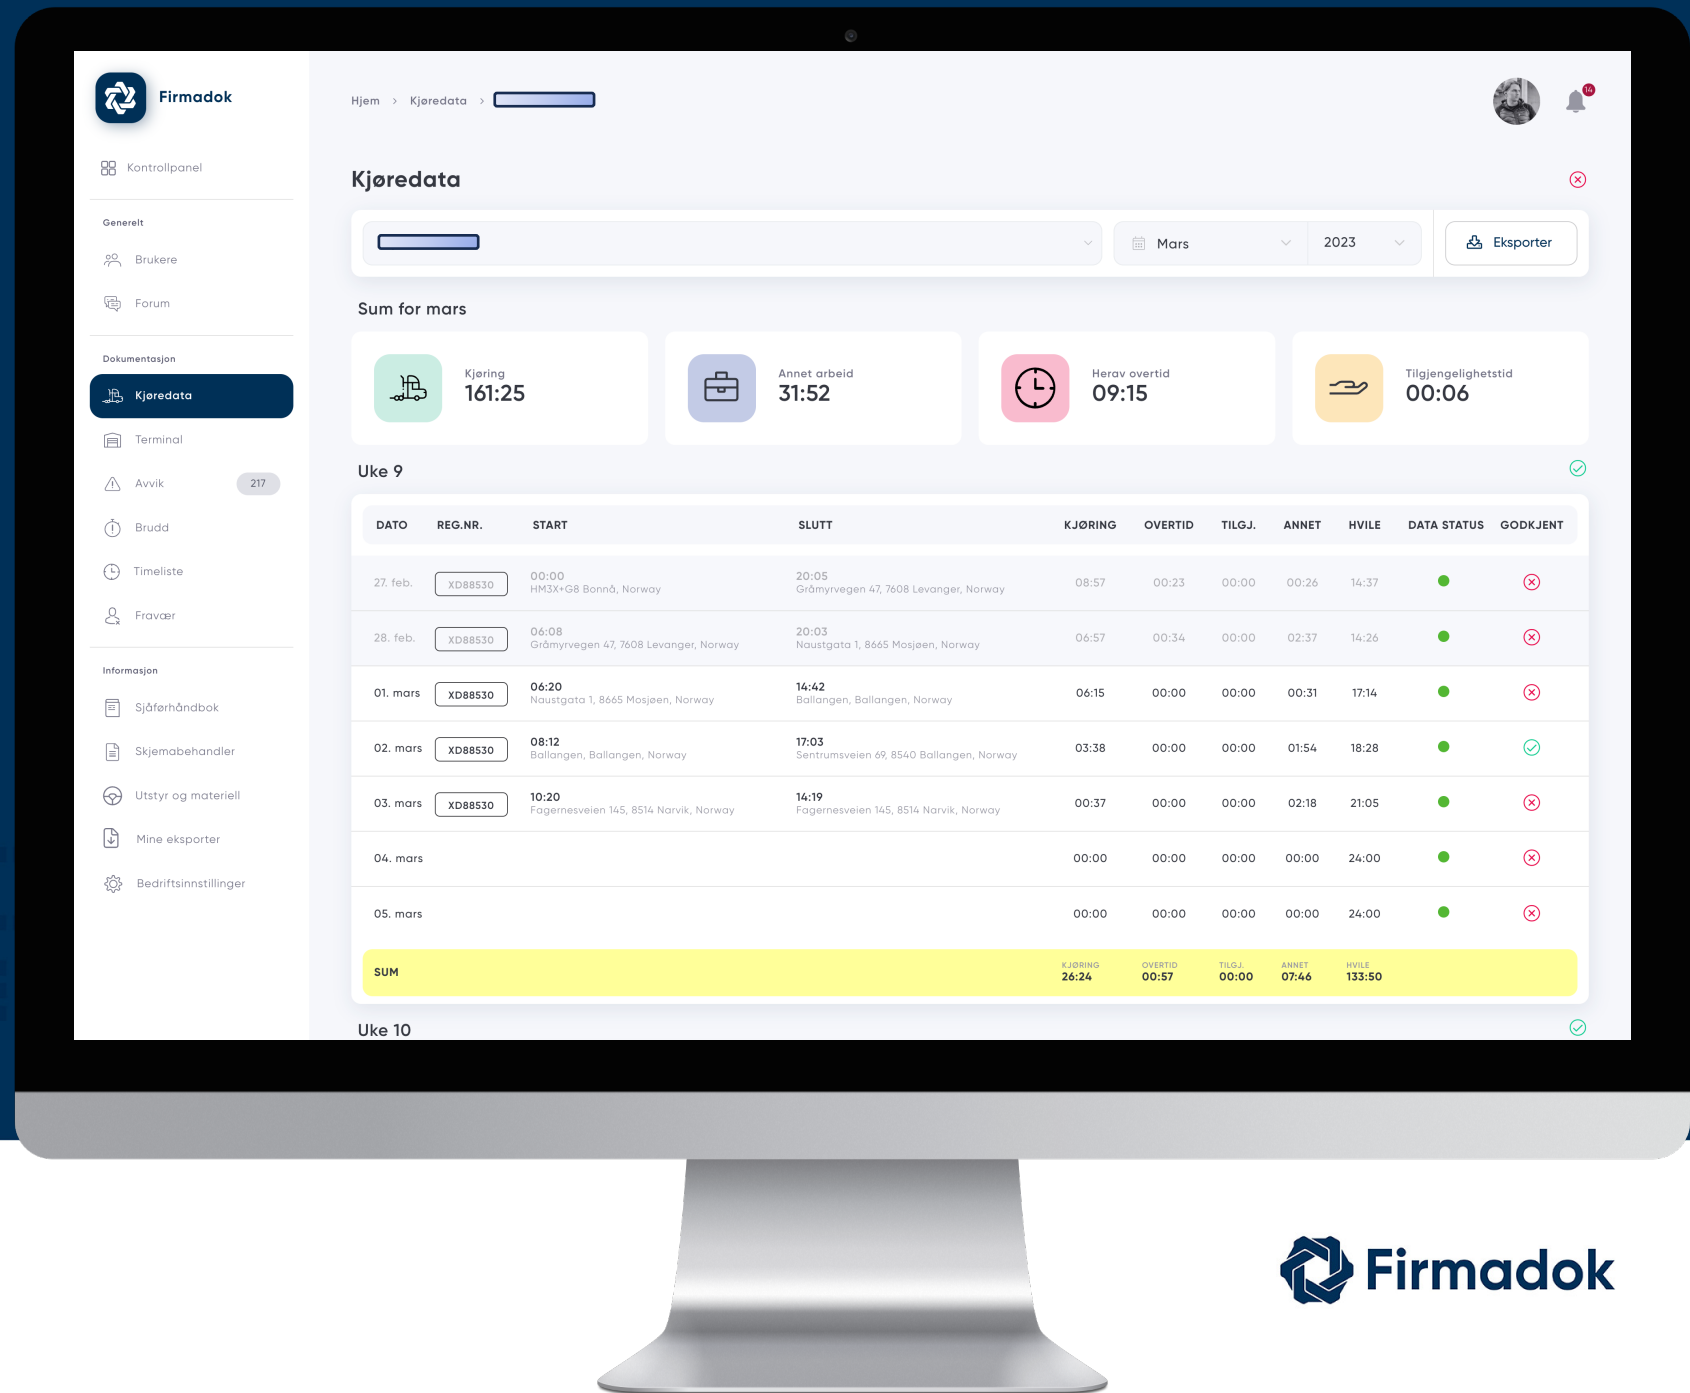 Firmadok
Hjem > Kjøredata >
14
Kontrollpanel
Generelt
Brukere
Forum
Dokumentasjon
Kjøredata
Terminal
Avvik 217
Brudd
Timeliste
Fravær
Informasjon
Sjåførhåndbok
Skjemabehandler
Utstyr og materiell
Mine eksporter
Bedriftsinnstillinger
Kjøredata
Mars 2023 Eksporter
Sum for mars
Kjøring
161:25
Annet arbeid
31:52
Herav overtid
09:15
Tilgjengelighetstid
00:06
Uke 9
DATO REG.NR. START SLUTT KJØRING OVERTID TILGJ. ANNET HVILE DATA STATUS GODKJENT
27. feb. XD88530 00:00 20:05 08:57 00:23 00:00 00:26 14:37
HM3X+G8 Bonnå, Norway Gråmyrvegen 47, 7608 Levanger, Norway
28. feb. XD88530 06:08 20:03 06:57 00:34 00:00 02:37 14:26
Gråmyrvegen 47, 7608 Levanger, Norway Naustgata 1, 8665 Mosjøen, Norway
01. mars XD88530 06:20 14:42 06:15 00:00 00:00 00:31 17:14
Naustgata 1, 8665 Mosjøen, Norway Ballangen, Ballangen, Norway
02. mars XD88530 08:12 17:03 03:38 00:00 00:00 01:54 18:28
Ballangen, Ballangen, Norway Sentrumsveien 69, 8540 Ballangen, Norway
03. mars XD88530 10:20 14:19 00:37 00:00 00:00 02:18 21:05
Fagernesveien 145, 8514 Narvik, Norway Fagernesveien 145, 8514 Narvik, Norway
04. mars 00:00 00:00 00:00 00:00 24:00
05. mars 00:00 00:00 00:00 00:00 24:00
KJØRING OVERTID TILGJ. ANNET HVILE
SUM 26:24 00:57 00:00 07:46 133:50
Uke 10
Firmadok